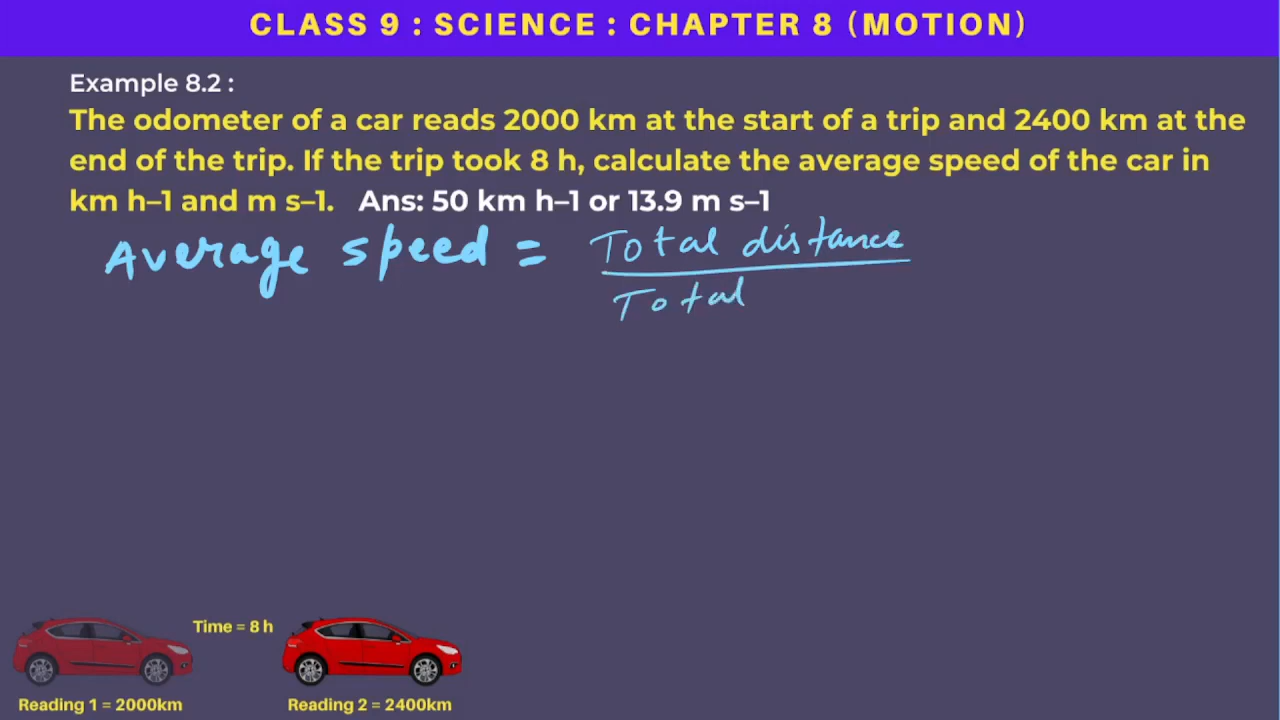 CLASS 9 : SCIENCE : CHAPTER 8 (MOTION)
Example 8.2 :
The odometer of a car reads 2000 km at the start of a trip and 2400 km at the
end of the trip. If the trip took 8 h, calculate the average speed of the car in
km h–1 and m s–1. Ans: 50 km h–1 or 13.9 m s–1
Average speed = Total distance
Total
Time = 8 h
Reading 1 = 2000km
Reading 2 = 2400km